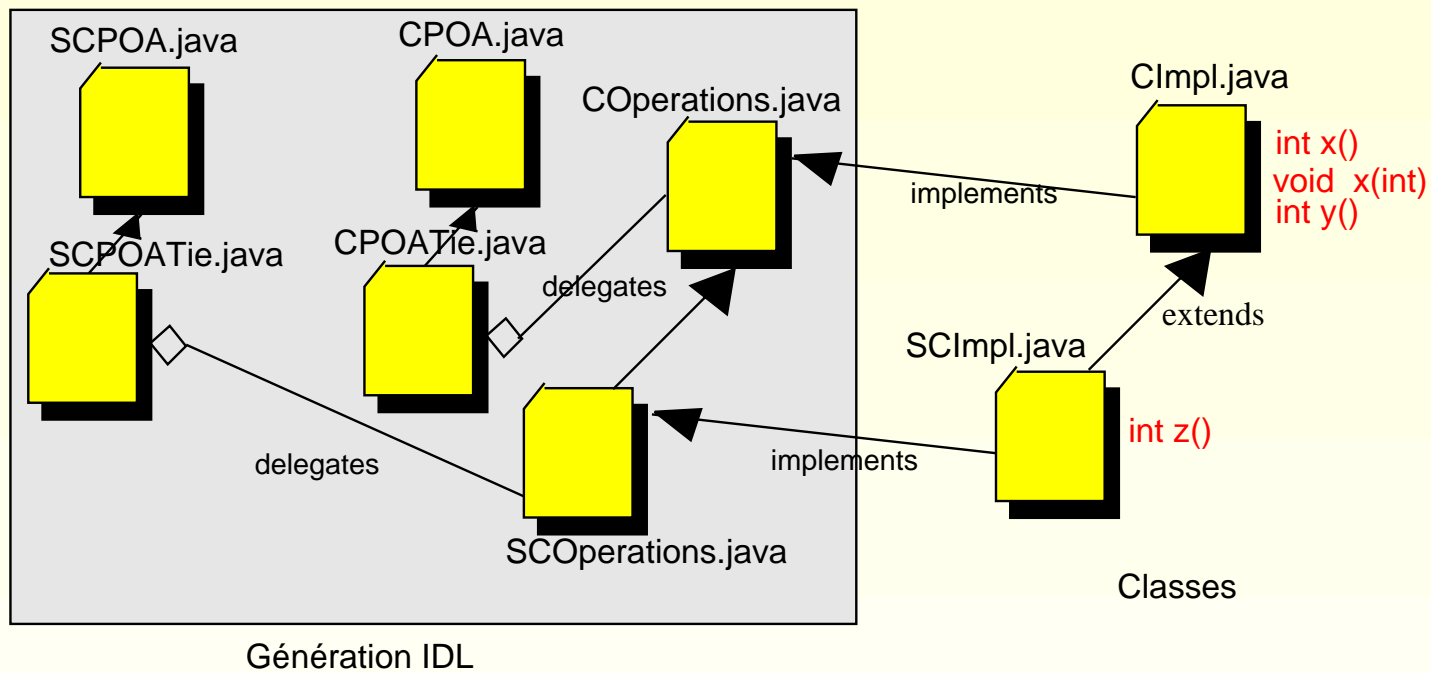 SCPOA.java
CPOA.java
COperations.java
CImpl.java
int x()
void x(int)
int y()
implements
SCPOATie.java
CPOATie.java
delegates
extends
SCImpl.java
int z()
delegates
implements
SCOperations.java
Classes
Génération IDL